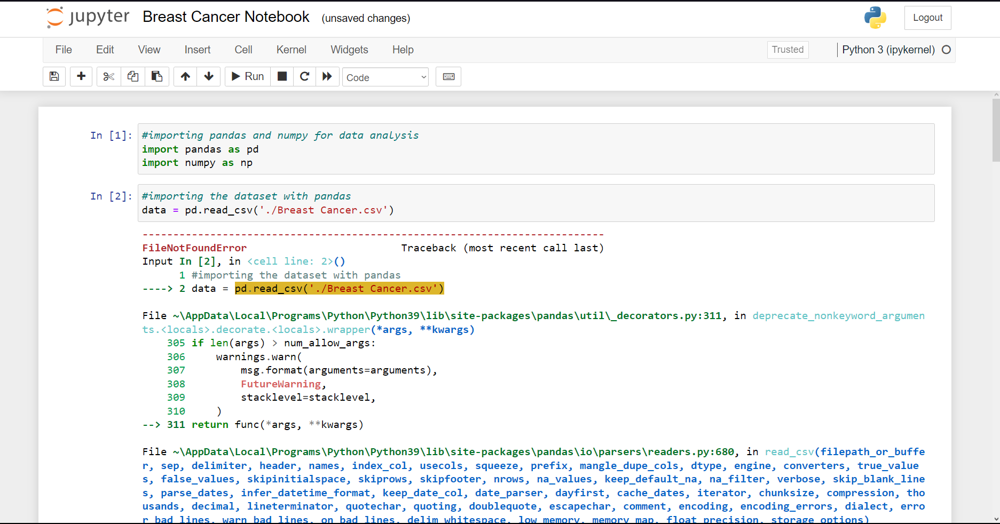 jupyter Breast Cancer Notebook (unsaved changes) Logout
File Edit View Insert Cell Kernel Widgets Help Trusted Python 3 (ipykernel)
Run Code
In [1]: #importing pandas and numpy for data analysis
import pandas as pd
import numpy as np
In [2]: #importing the dataset with pandas
data = pd.read_csv('./Breast Cancer.csv')
---------------------------------------------------------------------------
FileNotFoundError Traceback (most recent call last)
Input In [2], in <cell line: 2>()
1 #importing the dataset with pandas
----> 2 data = pd.read_csv('./Breast Cancer.csv')
File ~\AppData\Local\Programs\Python\Python39\lib\site-packages\pandas\util\_decorators.py:311, in deprecate_nonkeyword_argumen
ts.<locals>.decorate.<locals>.wrapper(*args, **kwargs)
305 if len(args) > num_allow_args:
306 warnings.warn(
307 msg.format(arguments=arguments),
308 FutureWarning,
309 stacklevel=stacklevel,
310 )
--> 311 return func(*args, **kwargs)
File ~\AppData\Local\Programs\Python\Python39\lib\site-packages\pandas\io\parsers\readers.py:680, in read_csv(filepath_or_buffe
r, sep, delimiter, header, names, index_col, usecols, squeeze, prefix, mangle_dupe_cols, dtype, engine, converters, true_value
s, false_values, skipinitialspace, skiprows, skipfooter, nrows, na_values, keep_default_na, na_filter, verbose, skip_blank_line
s, parse_dates, infer_datetime_format, keep_date_col, date_parser, dayfirst, cache_dates, iterator, chunksize, compression, tho
usands, decimal, lineterminator, quotechar, quoting, doublequote, escapechar, comment, encoding, encoding_errors, dialect, erro
r_bad_lines, warn_bad_lines, on_bad_lines, delim_whitespace, low_memory, memory_map, float_precision, storage_options)